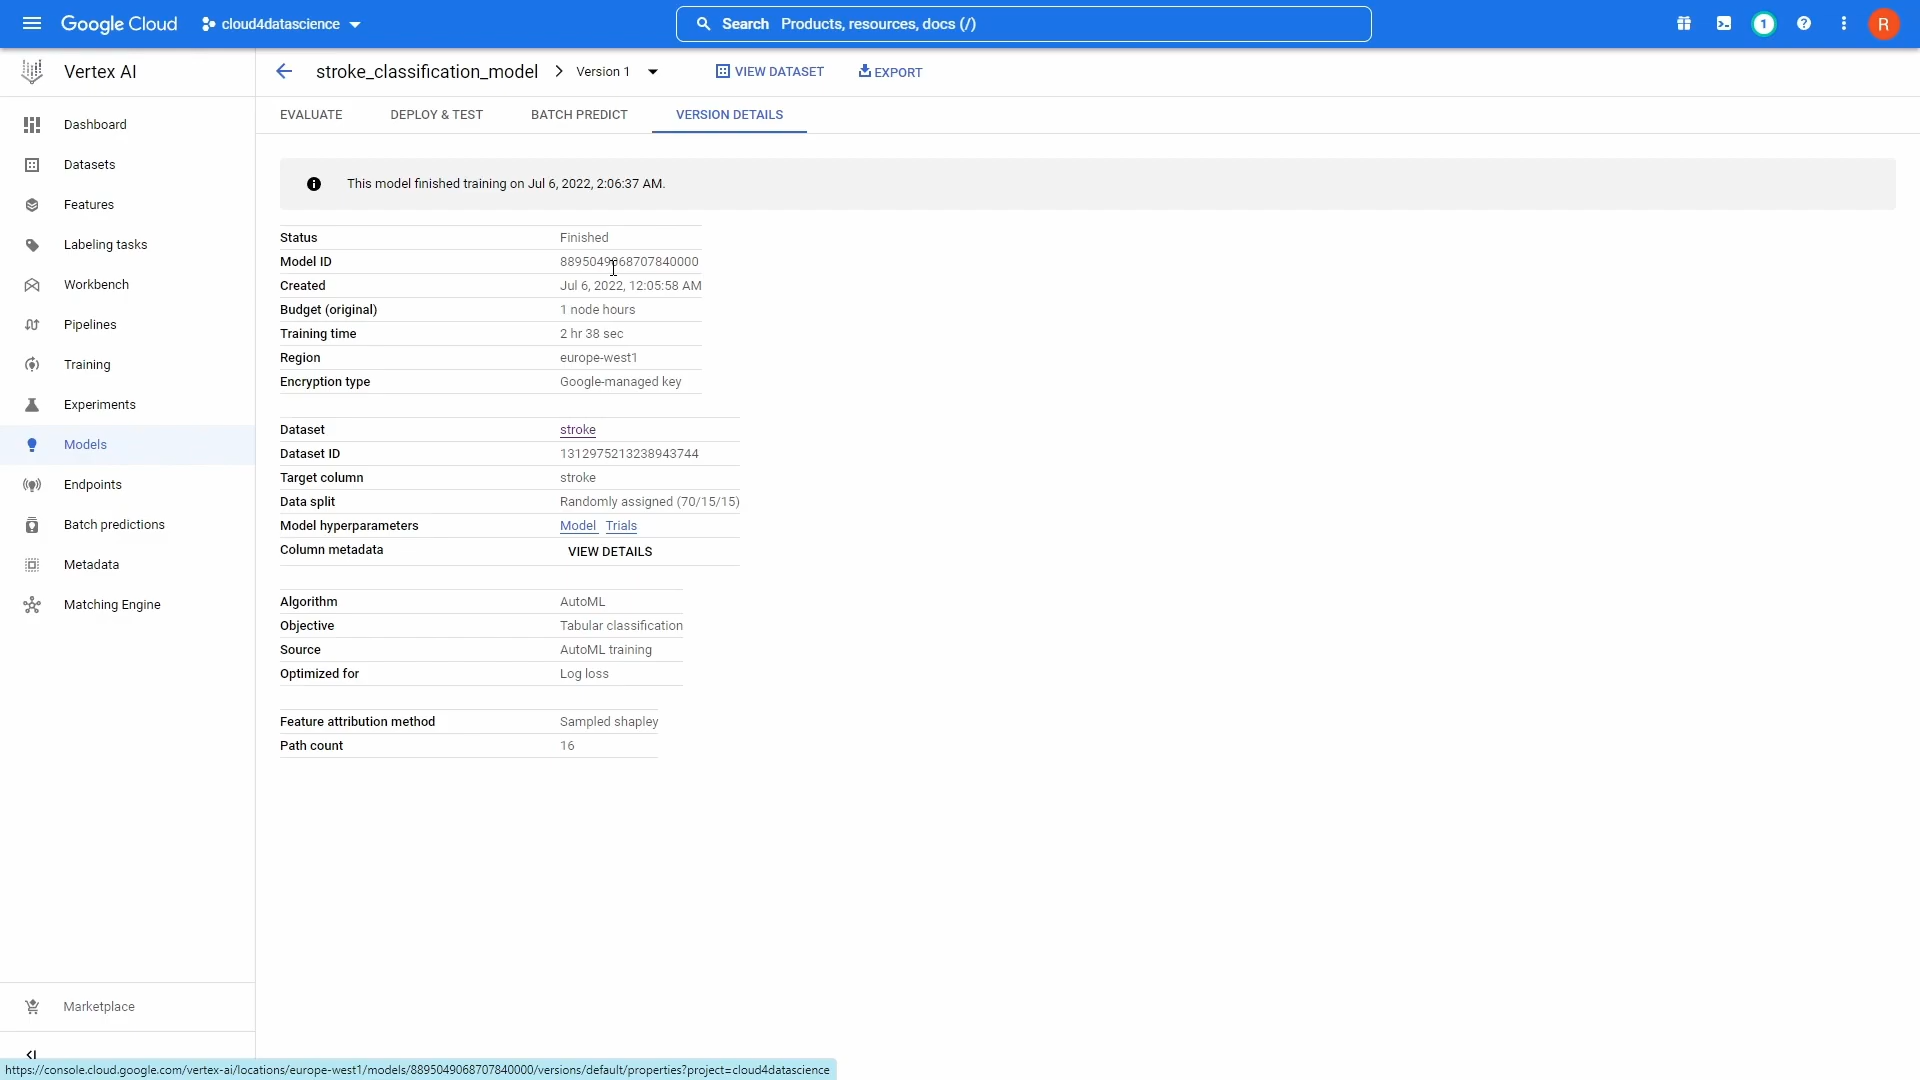 Google Cloud
cloud4datascience
Search Products, resources, docs (/)
1
R
Vertex AI
stroke_classification_model
Version 1
VIEW DATASET
EXPORT
Dashboard
Datasets
Features
Labeling tasks
Workbench
Pipelines
Training
Experiments
Models
Endpoints
Batch predictions
Metadata
Matching Engine
Marketplace
EVALUATE
DEPLOY & TEST
BATCH PREDICT
VERSION DETAILS
This model finished training on Jul 6, 2022, 2:06:37 AM.
Status Finished
Model ID 8895049068707840000
Created Jul 6, 2022, 12:05:58 AM
Budget (original) 1 node hours
Training time 2 hr 38 sec
Region europe-west1
Encryption type Google-managed key
Dataset stroke
Dataset ID 1312975213238943744
Target column stroke
Data split Randomly assigned (70/15/15)
Model hyperparameters Model Trials
Column metadata VIEW DETAILS
Algorithm AutoML
Objective Tabular classification
Source AutoML training
Optimized for Log loss
Feature attribution method Sampled shapley
Path count 16
https://console.cloud.google.com/vertex-ai/locations/europe-west1/models/8895049068707840000/versions/default/properties?project=cloud4datascience